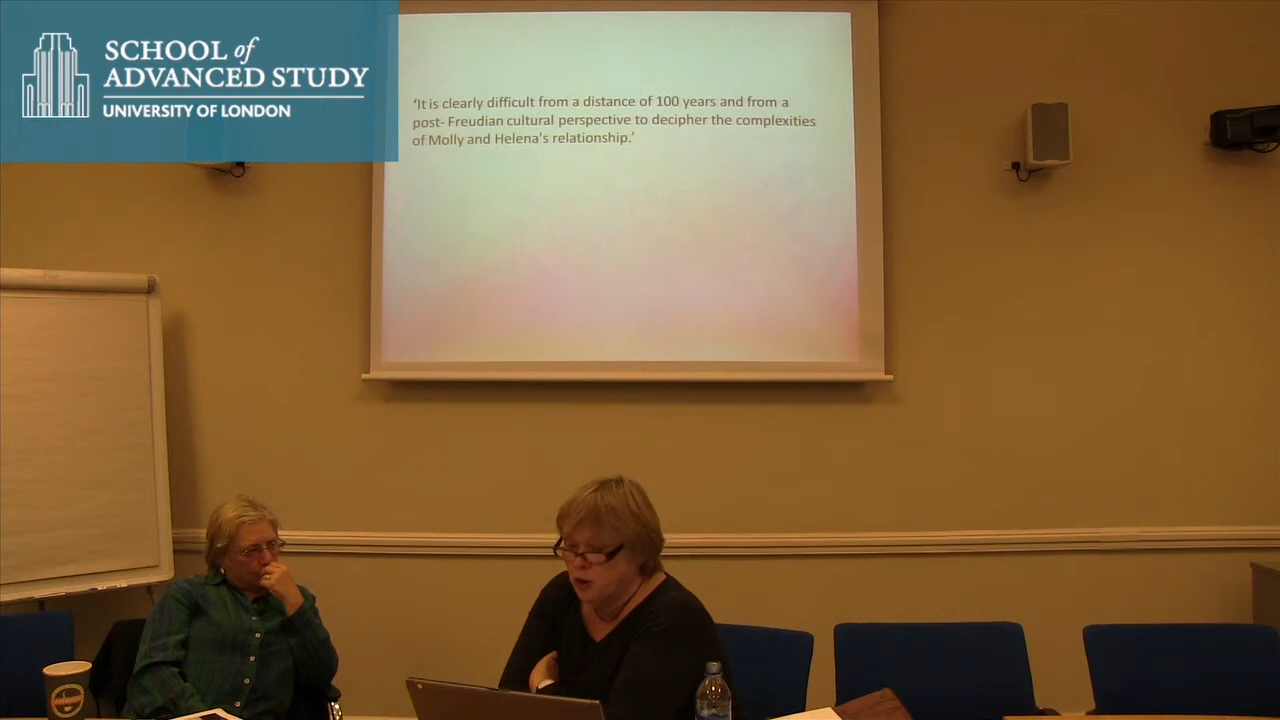 SCHOOL of
ADVANCED STUDY
UNIVERSITY OF LONDON
‘It is clearly difficult from a distance of 100 years and from a
post- Freudian cultural perspective to decipher the complexities
of Molly and Helena's relationship.’